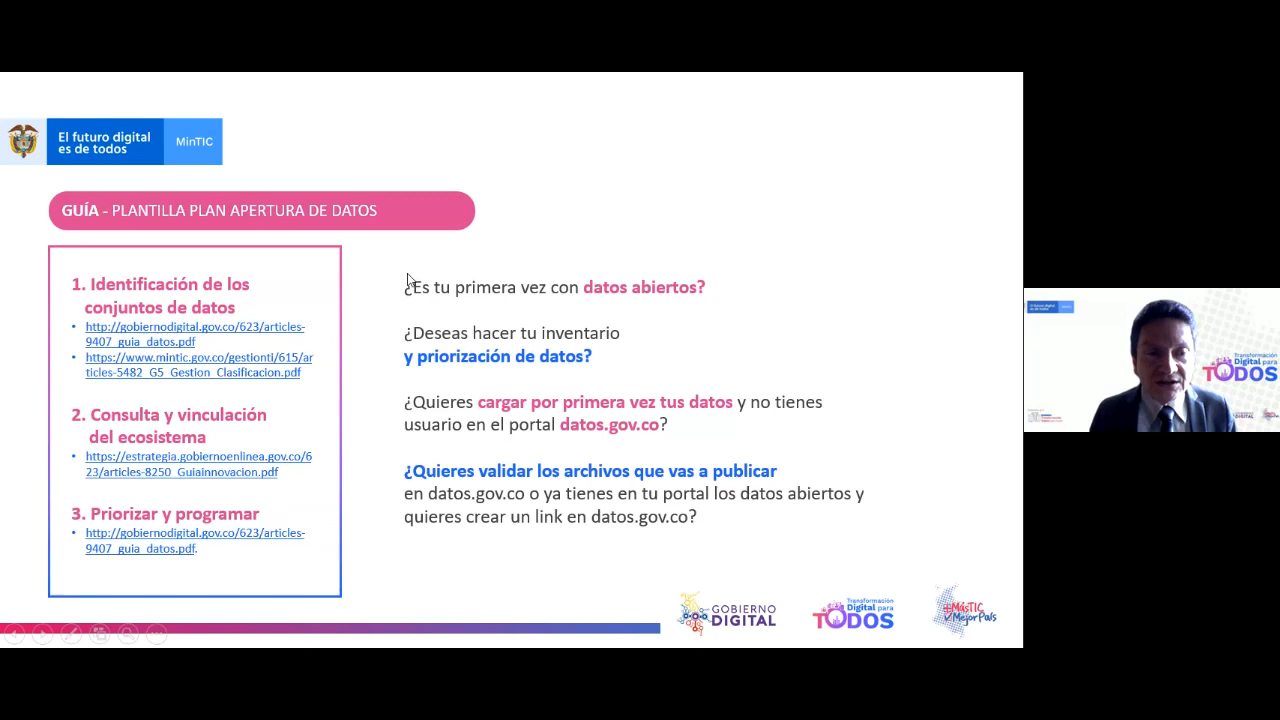 El futuro digital
es de todos
MinTIC
GUÍA - PLANTILLA PLAN APERTURA DE DATOS
1. Identificación de los
conjuntos de datos
• http://gobiernodigital.gov.co/623/articles-
9407_guia_datos.pdf
• https://www.mintic.gov.co/gestionti/615/ar
ticles-5482_G5_Gestion_Clasificacion.pdf
2. Consulta y vinculación
del ecosistema
• https://estrategia.gobiernoenlinea.gov.co/6
23/articles-8250_Guiainnovacion.pdf
3. Priorizar y programar
• http://gobiernodigital.gov.co/623/articles-
9407_guia_datos.pdf.
¿Es tu primera vez con datos abiertos?
¿Deseas hacer tu inventario
y priorización de datos?
¿Quieres cargar por primera vez tus datos y no tienes
usuario en el portal datos.gov.co?
¿Quieres validar los archivos que vas a publicar
en datos.gov.co o ya tienes en tu portal los datos abiertos y
quieres crear un link en datos.gov.co?
GOBIERNO
DIGITAL
Transformación
Digital para
TODOS
+MásTIC
MejorPaís
Transformación
Digital para
TODOS